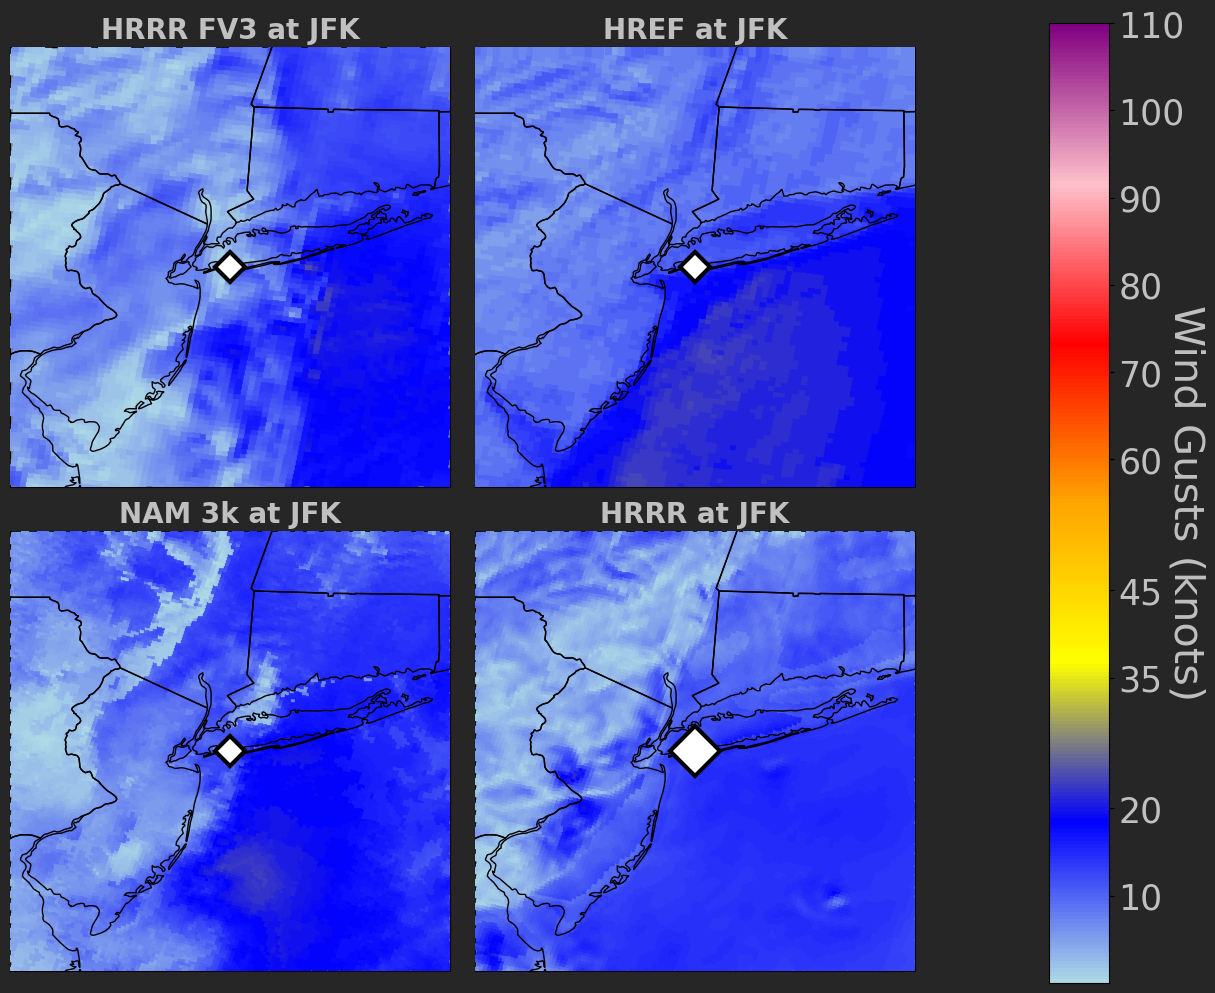 HRRR FV3 at JFK
HREF at JFK
NAM 3k at JFK
HRRR at JFK
110
100
90
80
70
60
45
35
20
10
Wind Gusts (knots)